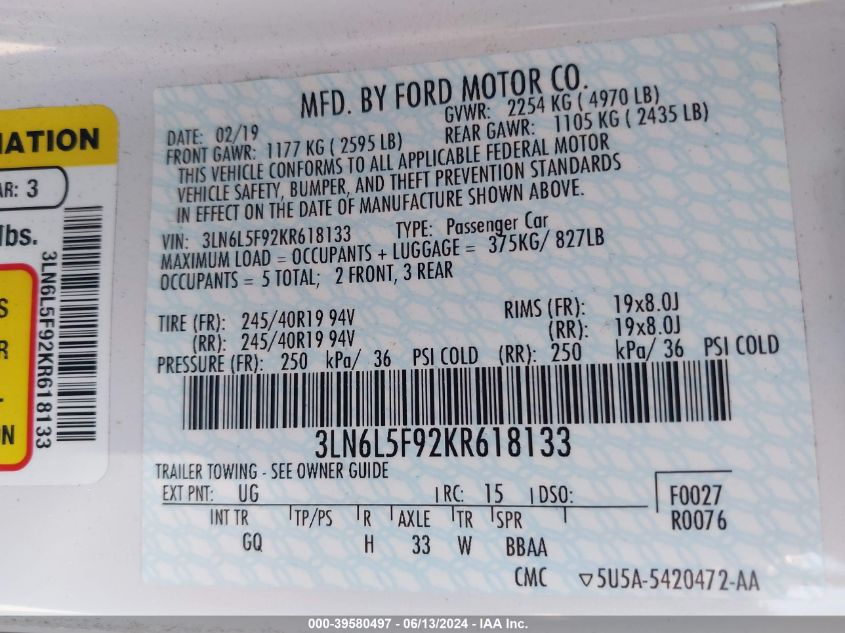 MFD. BY FORD MOTOR CO.
DATE: 02/19
GVWR: 2254 KG ( 4970 LB)
FRONT GAWR: 1177 KG ( 2595 LB)
REAR GAWR: 1105 KG ( 2435 LB)
THIS VEHICLE CONFORMS TO ALL APPLICABLE FEDERAL MOTOR
VEHICLE SAFETY, BUMPER, AND THEFT PREVENTION STANDARDS
IN EFFECT ON THE DATE OF MANUFACTURE SHOWN ABOVE.
VIN: 3LN6L5F92KR618133 TYPE: Passenger Car
MAXIMUM LOAD = OCCUPANTS + LUGGAGE = 375KG/ 827LB
OCCUPANTS = 5 TOTAL; 2 FRONT, 3 REAR
TIRE (FR): 245/40R19 94V RIMS (FR): 19x8.0J
(RR): 245/40R19 94V (RR): 19x8.0J
PRESSURE (FR): 250 kPa/ 36 PSI COLD (RR): 250 kPa/ 36 PSI COLD
3LN6L5F92KR618133
TRAILER TOWING - SEE OWNER GUIDE
EXT PNT: UG RC: 15 DSO: F0027
R0076
INT TR TP/PS R AXLE TR SPR
GQ H 33 W BBAA
CMC ▽5U5A-5420472-AA
AR: 3
lbs.
3LN6L5F92KR618133
S
R
N
000-39580497 - 06/13/2024 - IAA Inc.